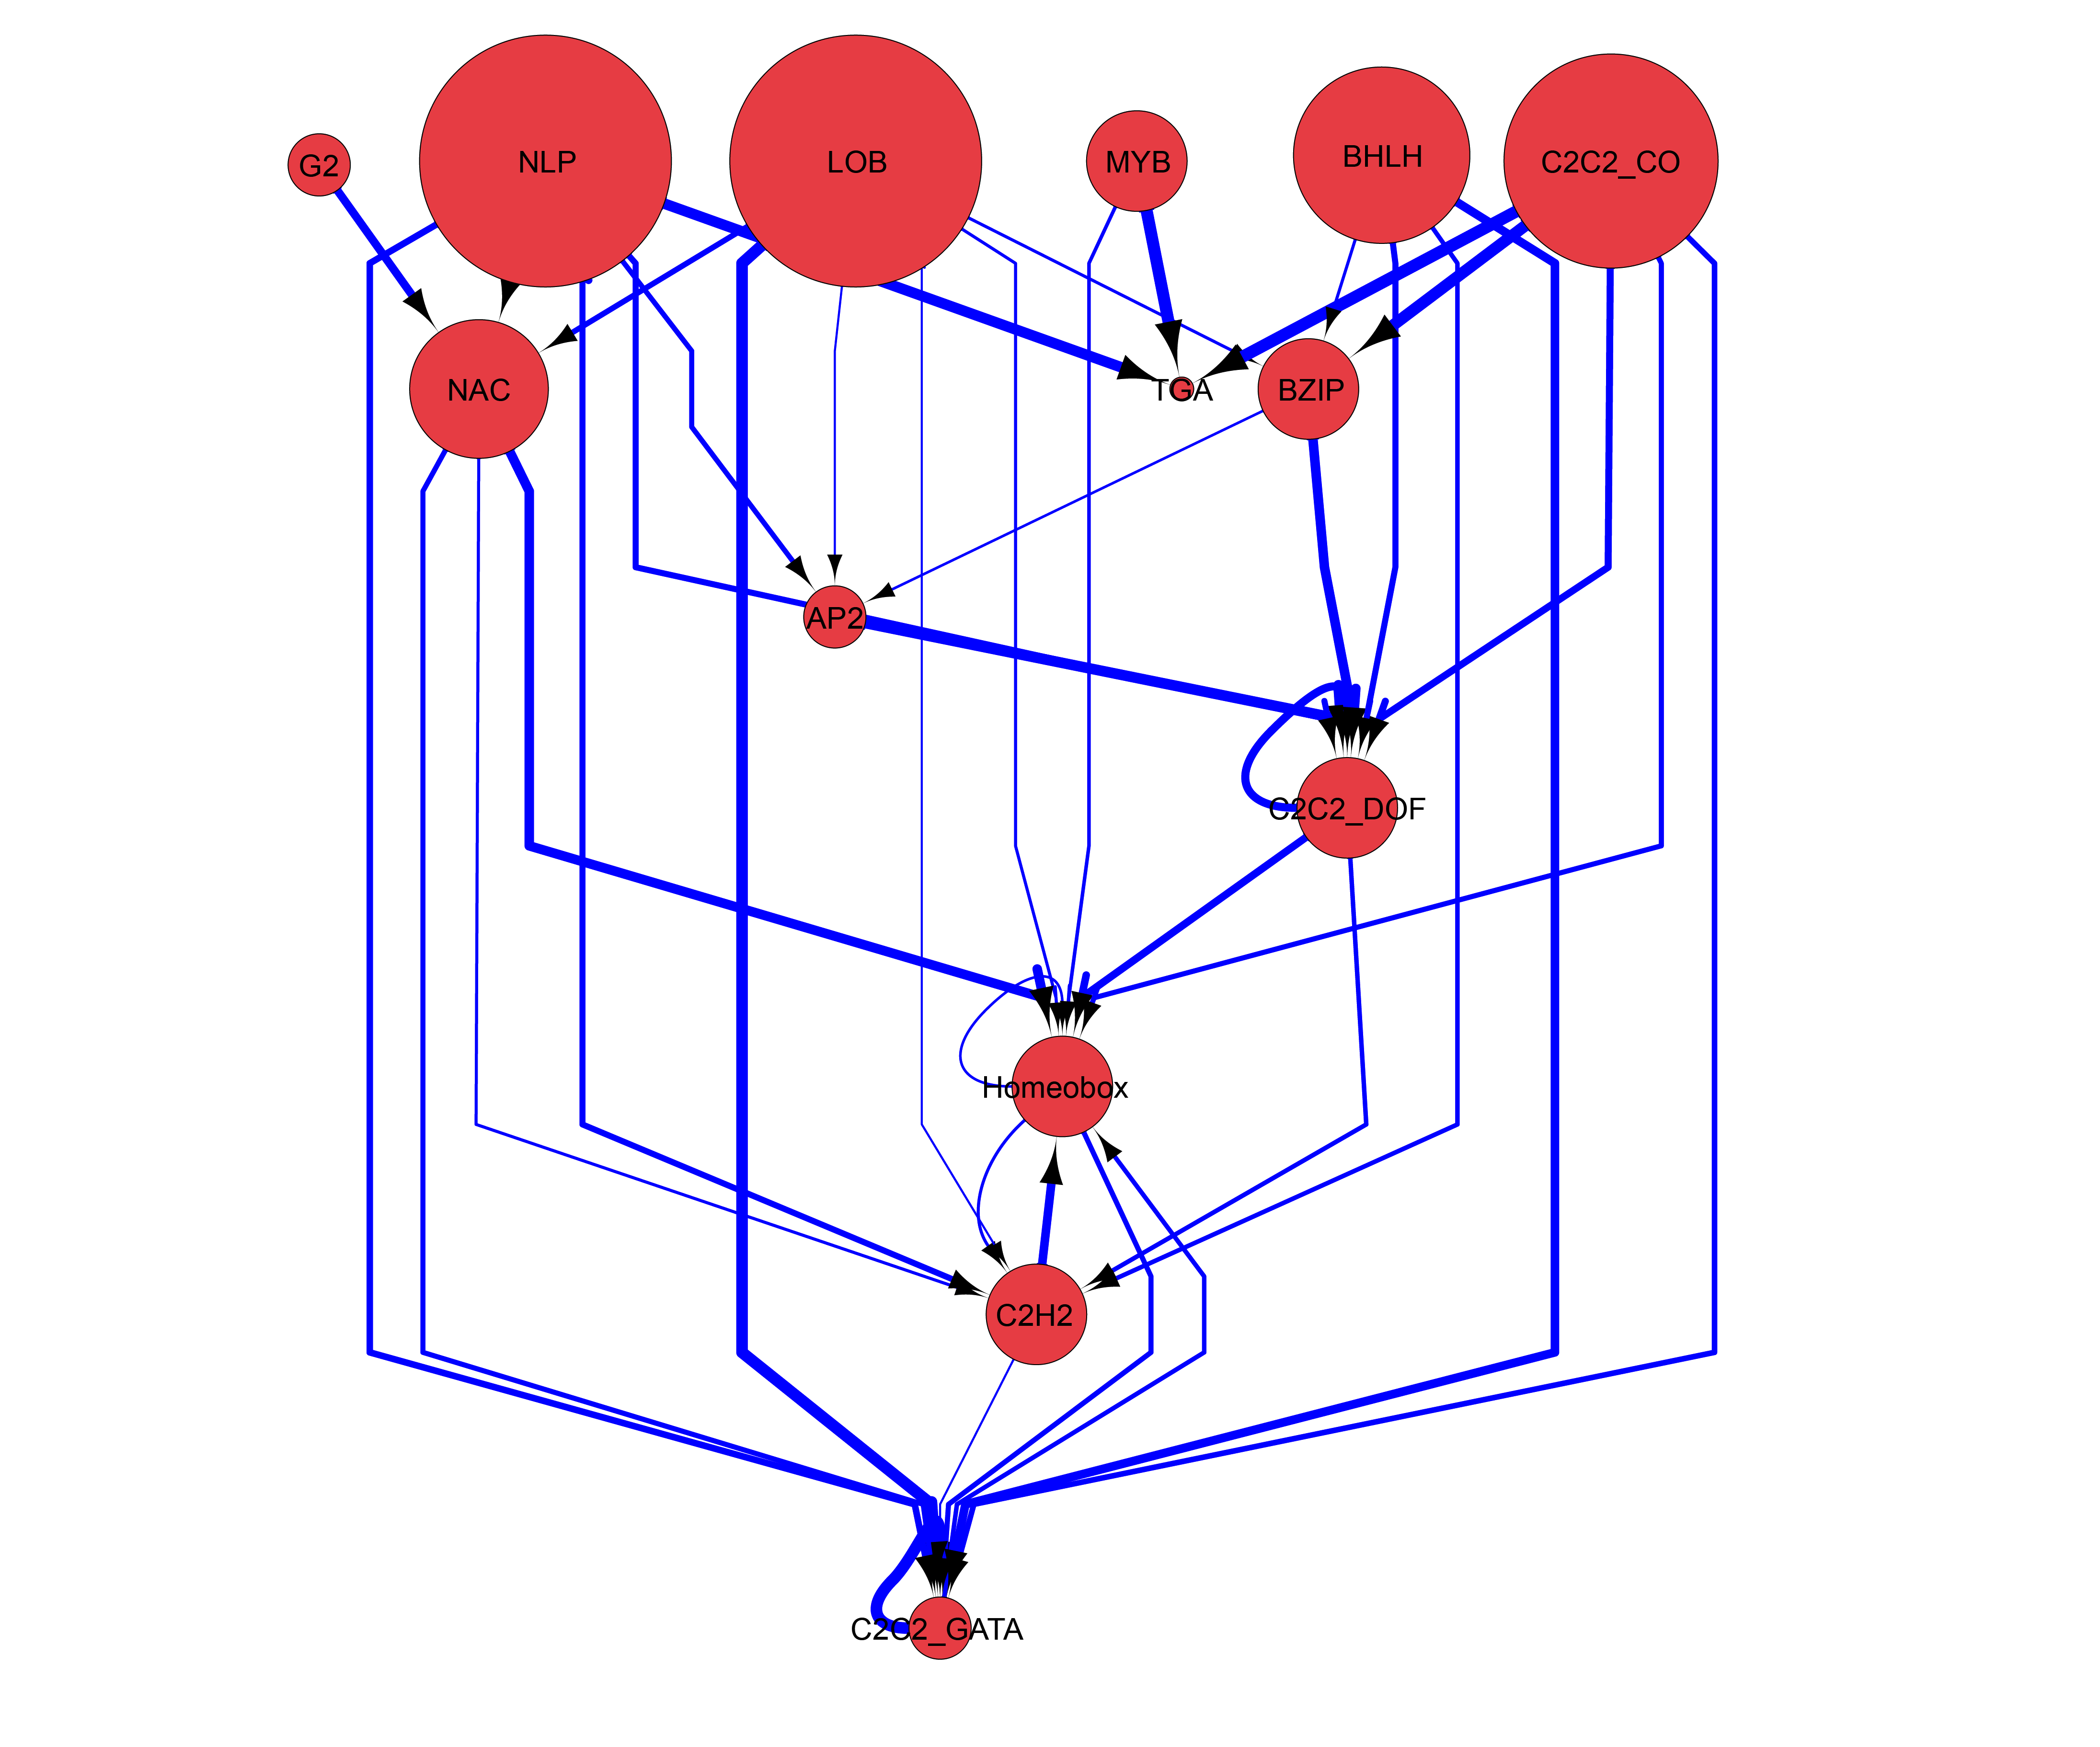 G2
NLP
LOB
MYB
BHLH
C2C2_CO
NAC
TGA
BZIP
AP2
C2C2_DOF
Homeobox
C2H2
C2C2_GATA